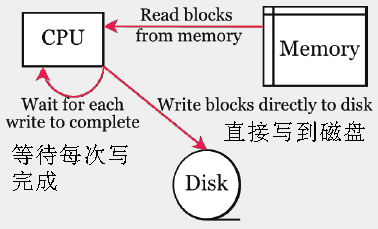 Read blocks
from memory
CPU
Memory
Wait for each
write to complete
Write blocks directly to disk
直接写到磁盘
等待每次写
完成
Disk